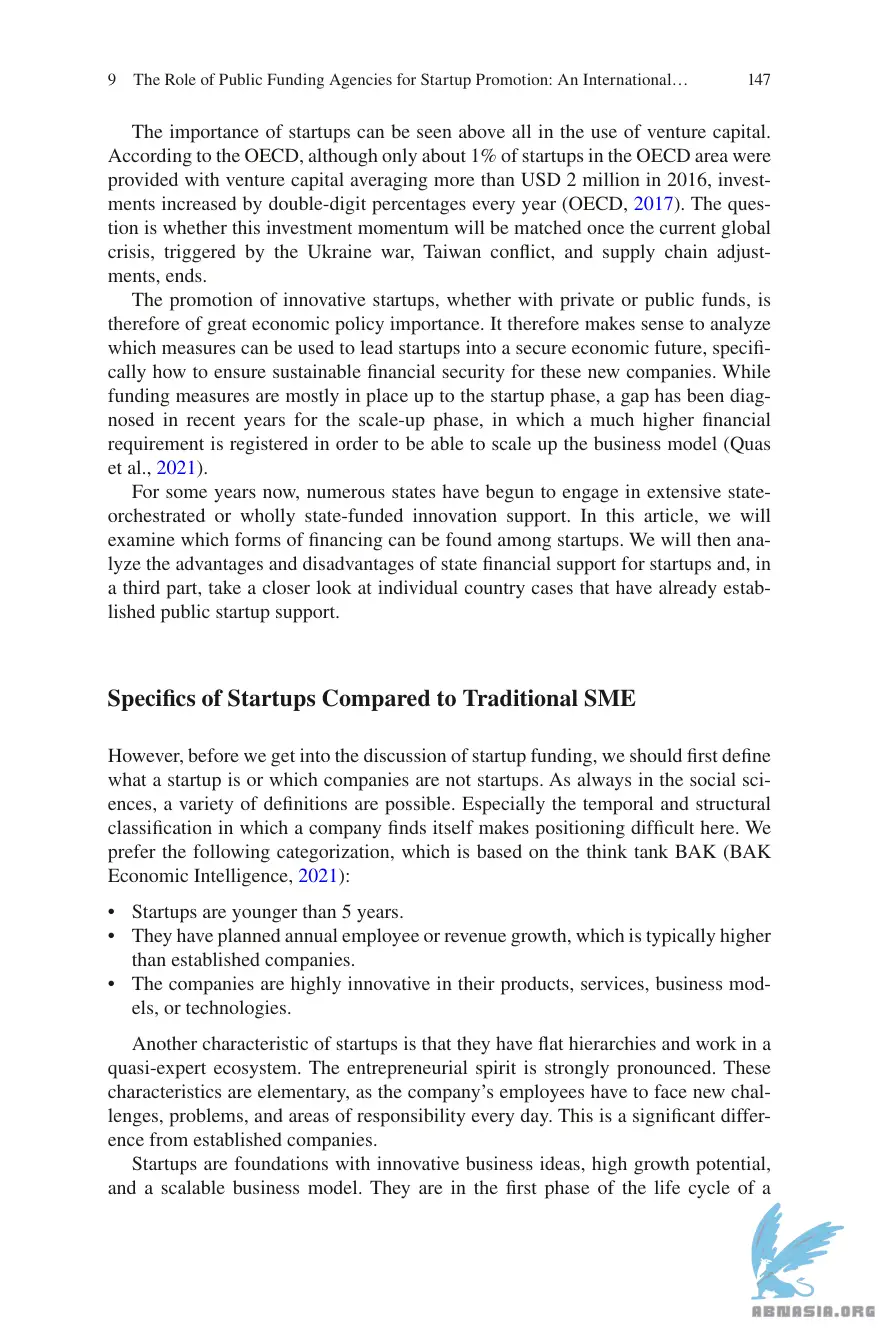 9 The Role of Public Funding Agencies for Startup Promotion: An International… 147
The importance of startups can be seen above all in the use of venture capital.
According to the OECD, although only about 1% of startups in the OECD area were
provided with venture capital averaging more than USD 2 million in 2016, invest-
ments increased by double-digit percentages every year (OECD, 2017). The ques-
tion is whether this investment momentum will be matched once the current global
crisis, triggered by the Ukraine war, Taiwan conflict, and supply chain adjust-
ments, ends.
The promotion of innovative startups, whether with private or public funds, is
therefore of great economic policy importance. It therefore makes sense to analyze
which measures can be used to lead startups into a secure economic future, specifi-
cally how to ensure sustainable financial security for these new companies. While
funding measures are mostly in place up to the startup phase, a gap has been diag-
nosed in recent years for the scale-up phase, in which a much higher financial
requirement is registered in order to be able to scale up the business model (Quas
et al., 2021).
For some years now, numerous states have begun to engage in extensive state-
orchestrated or wholly state-funded innovation support. In this article, we will
examine which forms of financing can be found among startups. We will then ana-
lyze the advantages and disadvantages of state financial support for startups and, in
a third part, take a closer look at individual country cases that have already estab-
lished public startup support.
Specifics of Startups Compared to Traditional SME
However, before we get into the discussion of startup funding, we should first define
what a startup is or which companies are not startups. As always in the social sci-
ences, a variety of definitions are possible. Especially the temporal and structural
classification in which a company finds itself makes positioning difficult here. We
prefer the following categorization, which is based on the think tank BAK (BAK
Economic Intelligence, 2021):
• Startups are younger than 5 years.
• They have planned annual employee or revenue growth, which is typically higher
than established companies.
• The companies are highly innovative in their products, services, business mod-
els, or technologies.
Another characteristic of startups is that they have flat hierarchies and work in a
quasi-expert ecosystem. The entrepreneurial spirit is strongly pronounced. These
characteristics are elementary, as the company's employees have to face new chal-
lenges, problems, and areas of responsibility every day. This is a significant differ-
ence from established companies.
Startups are foundations with innovative business ideas, high growth potential,
and a scalable business model. They are in the first phase of the life cycle of a
ABNASIA.ORG